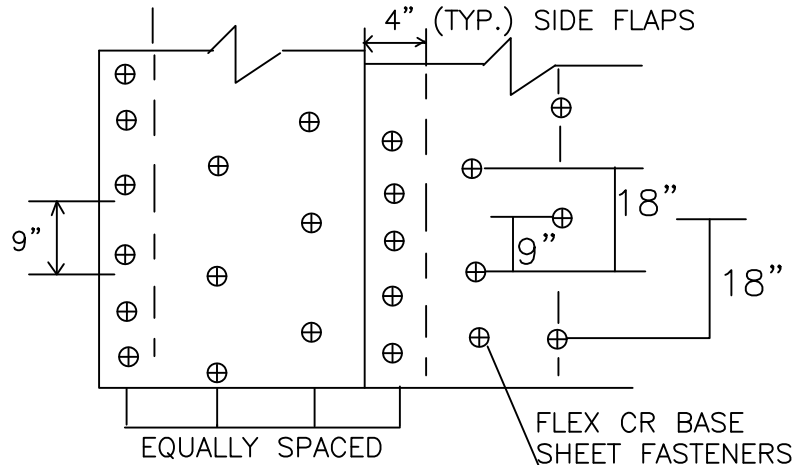 4" (TYP.) SIDE FLAPS
9"
18"
9"
18"
EQUALLY SPACED
FLEX CR BASE
SHEET FASTENERS